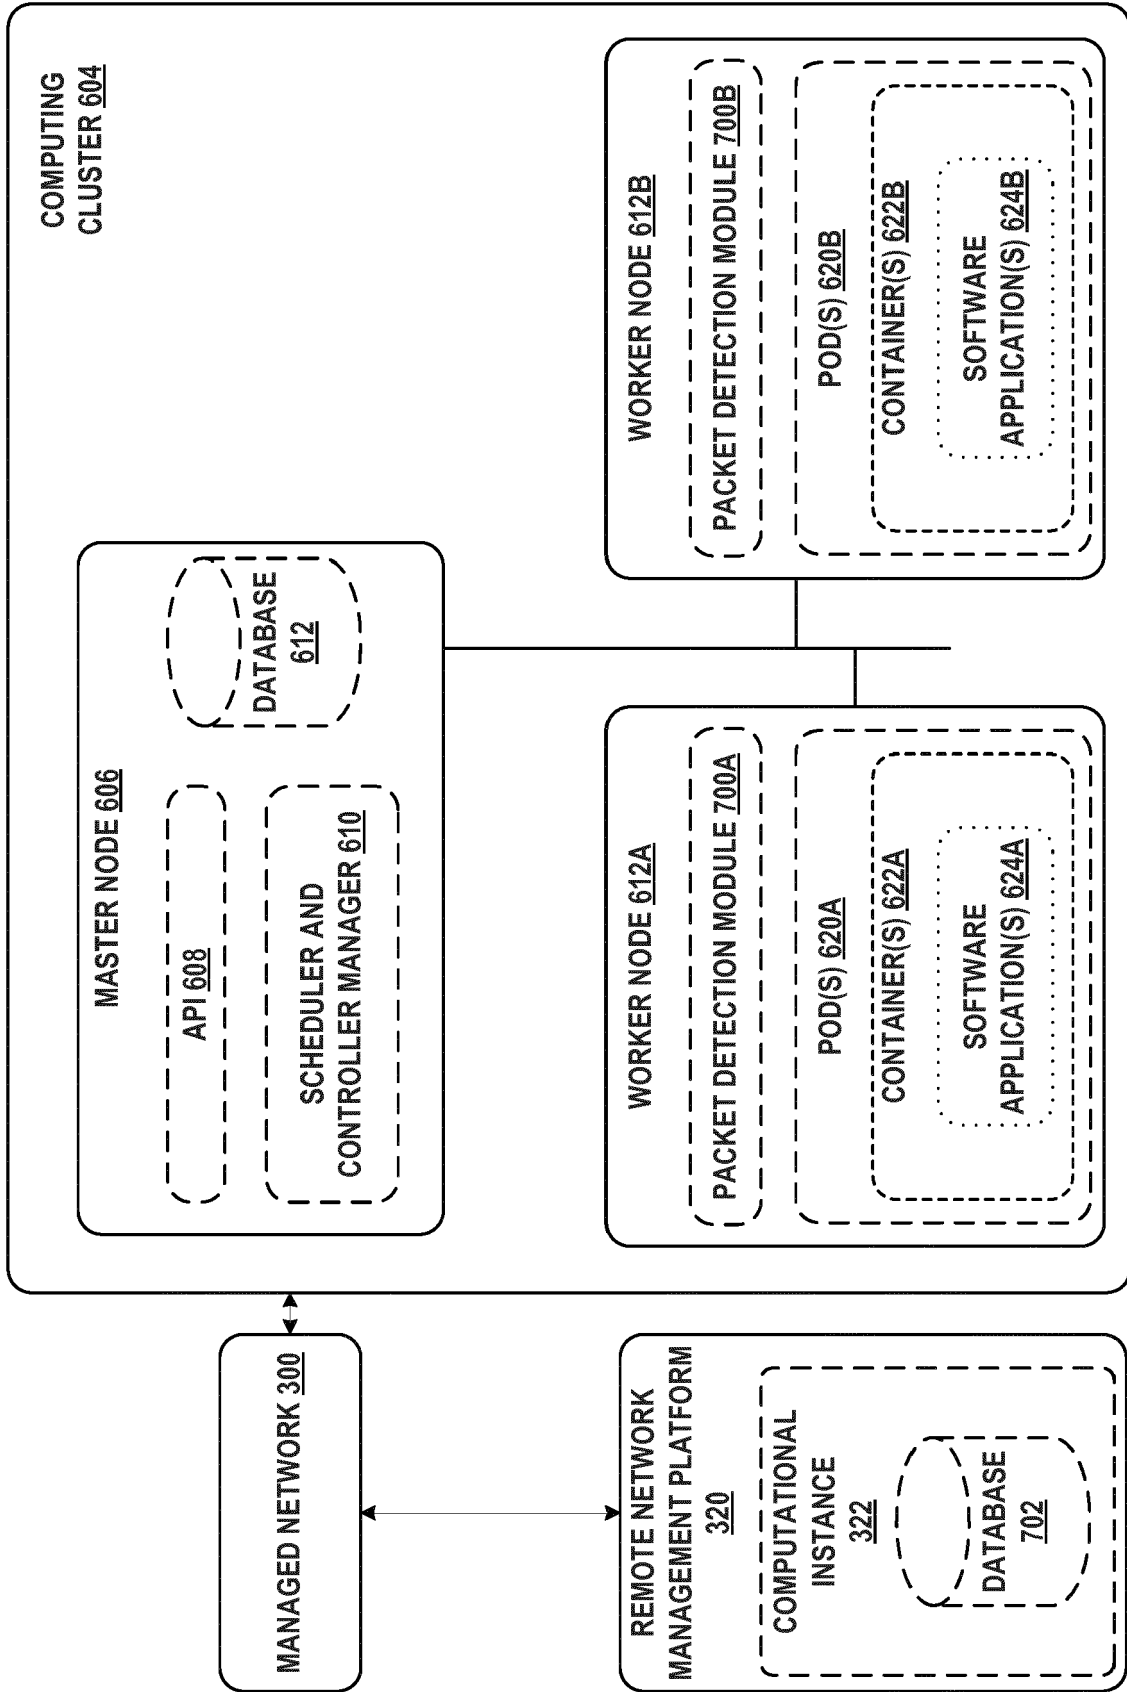 COMPUTING
CLUSTER 604
MASTER NODE 606
API 608
SCHEDULER AND
CONTROLLER MANAGER 610
DATABASE
612
MANAGED NETWORK 300
REMOTE NETWORK
MANAGEMENT PLATFORM
320
COMPUTATIONAL
INSTANCE
322
DATABASE
702
WORKER NODE 612A
PACKET DETECTION MODULE 700A
POD(S) 620A
CONTAINER(S) 622A
SOFTWARE
APPLICATION(S) 624A
WORKER NODE 612B
PACKET DETECTION MODULE 700B
POD(S) 620B
CONTAINER(S) 622B
SOFTWARE
APPLICATION(S) 624B